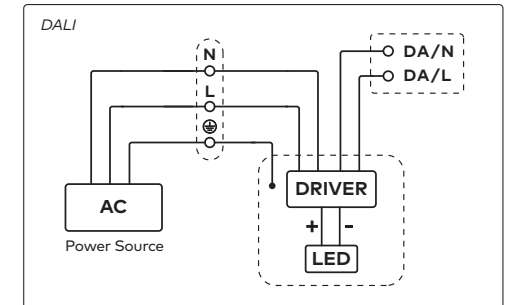 DALI
N
DA/N
DA/L
L
DRIVER
AC
+ -
Power Source
LED